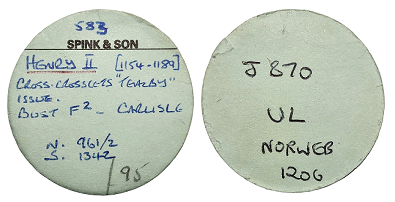 583
SPINK & SON
HENRY II [1154-1189]
CROSS-CROSSLETS "TEALBY"
ISSUE.
BUST F² - CARLISLE
N. 961/2
S. 1342
/95
J 870
UL
NORWEB
1206